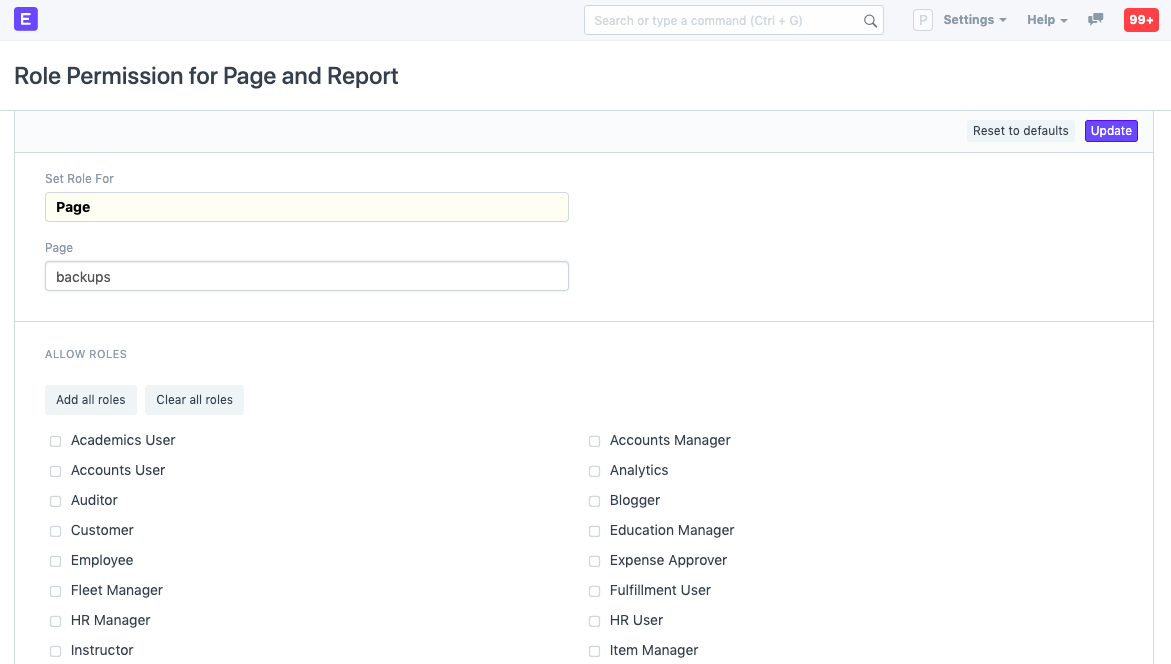 E
Search or type a command (Ctrl + G)
P
Settings
Help
99+
Role Permission for Page and Report
Reset to defaults
Update
Set Role For
Page
Page
backups
ALLOW ROLES
Add all roles
Clear all roles
Academics User
Accounts Manager
Accounts User
Analytics
Auditor
Blogger
Customer
Education Manager
Employee
Expense Approver
Fleet Manager
Fulfillment User
HR Manager
HR User
Instructor
Item Manager